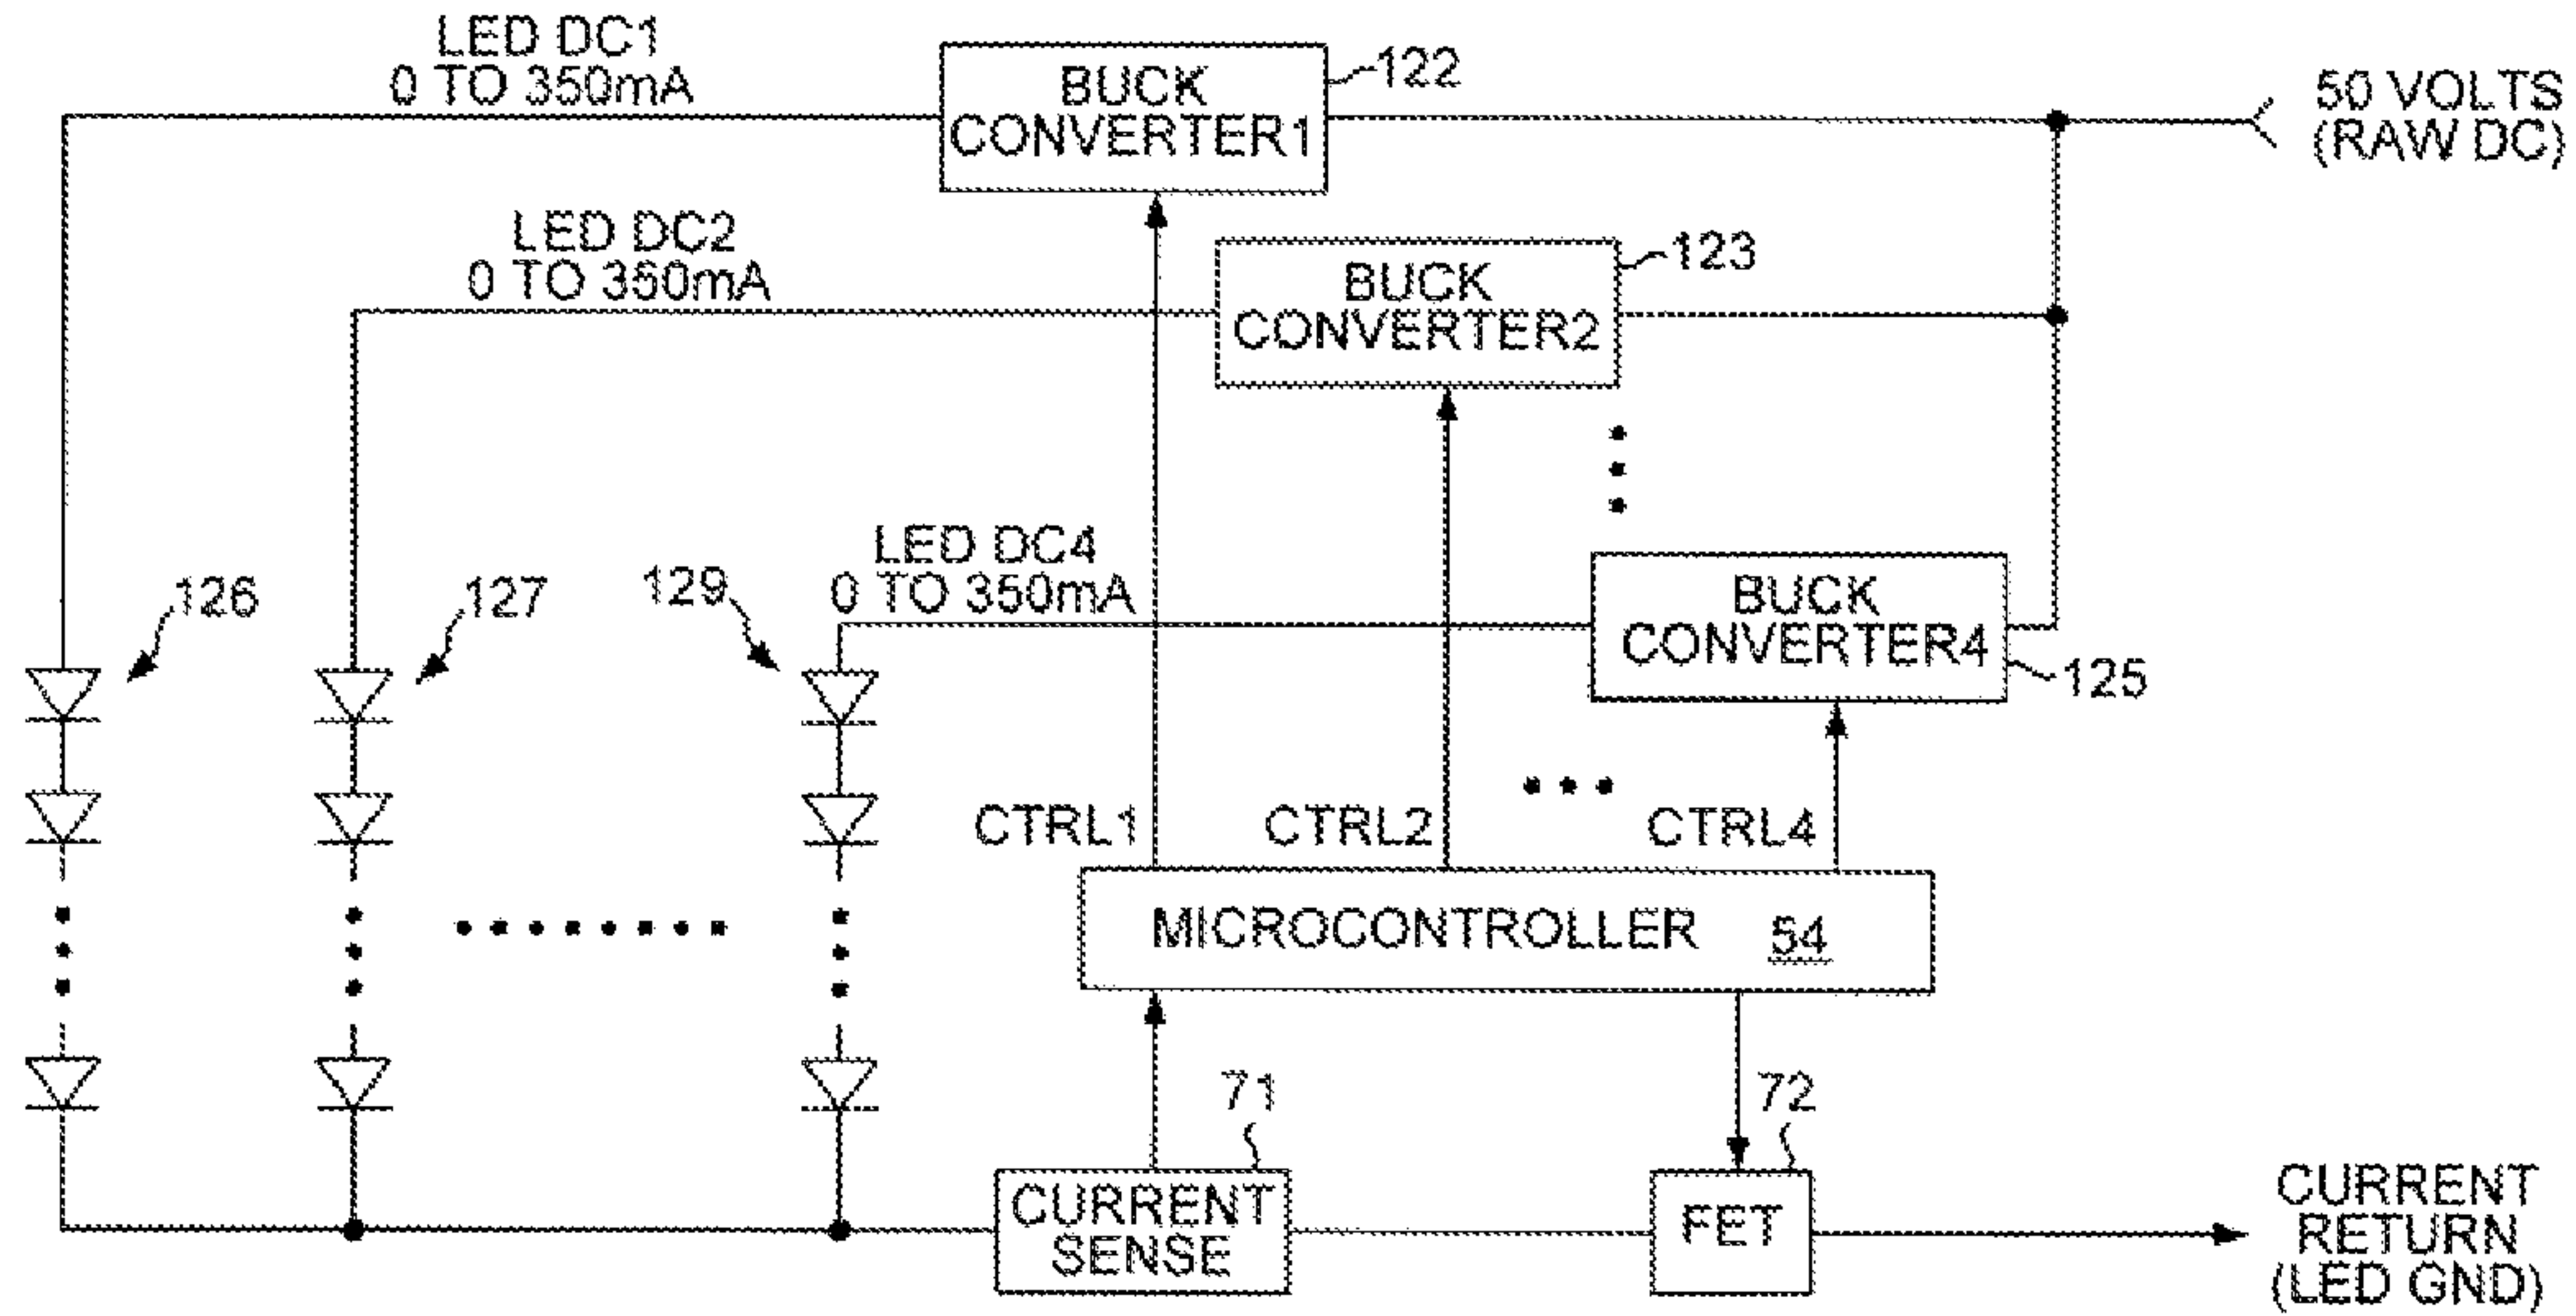 LED DC1
0 TO 350mA
BUCK
CONVERTER1
122
50 VOLTS
(RAW DC)
LED DC2
0 TO 350mA
BUCK
CONVERTER2
123
LED DC4
0 TO 350mA
BUCK
CONVERTER4
125
126
127
129
CTRL1
CTRL2
CTRL4
MICROCONTROLLER 54
71
72
CURRENT
SENSE
FET
CURRENT
RETURN
(LED GND)